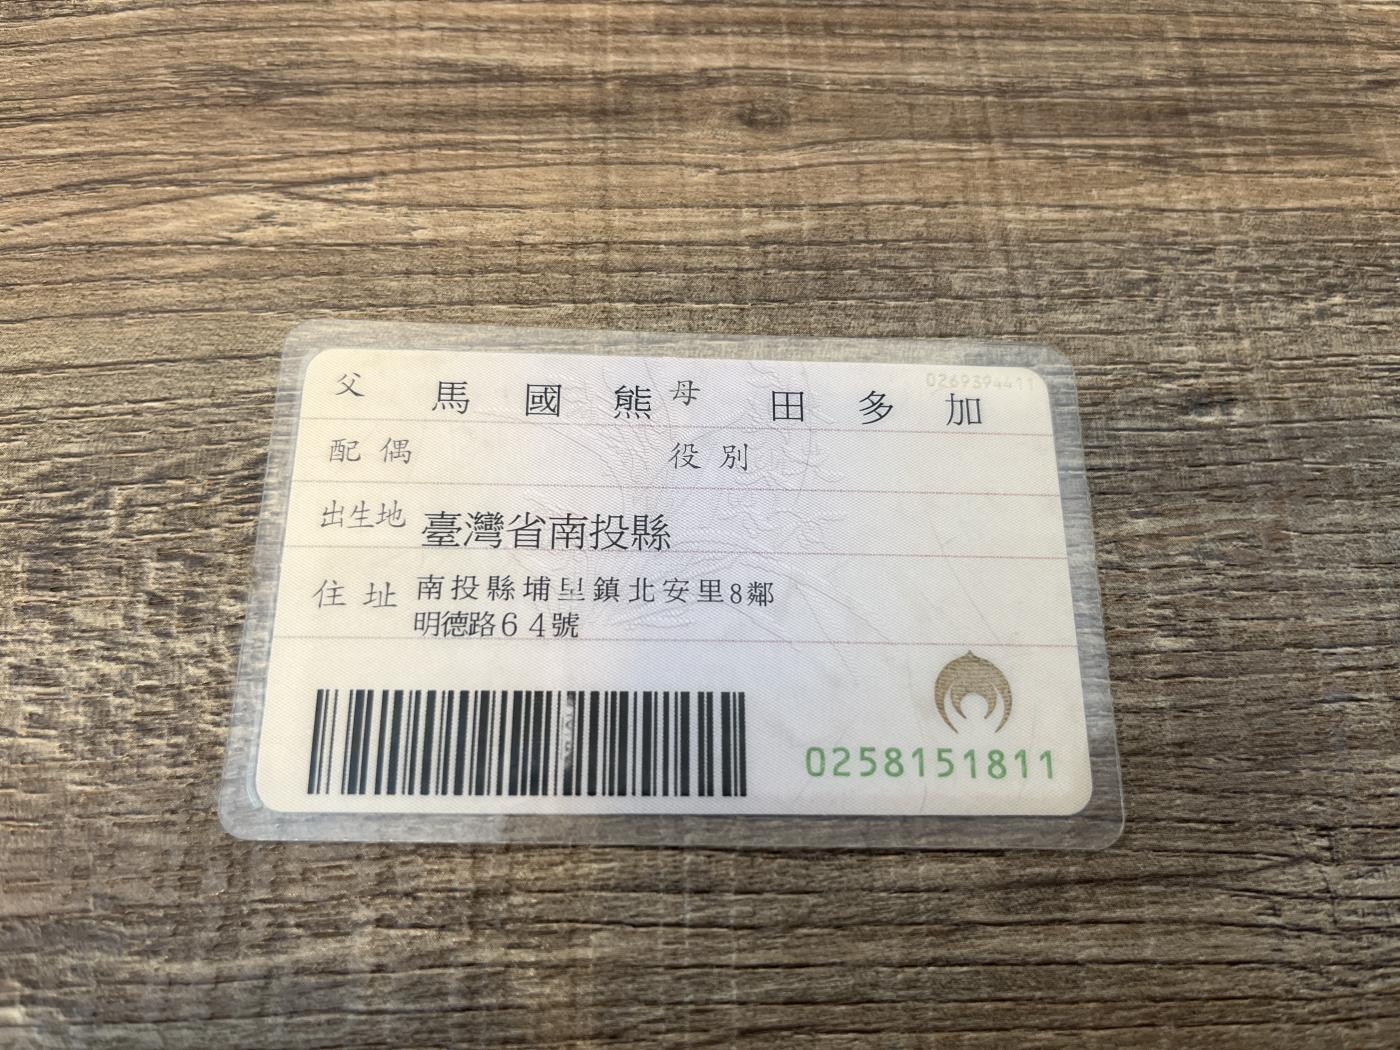 0269394411
父 馬國熊 母 田多加
配偶 役別
出生地 臺灣省南投縣
住址 南投縣埔里鎮北安里8鄰
明德路64號
0258151811